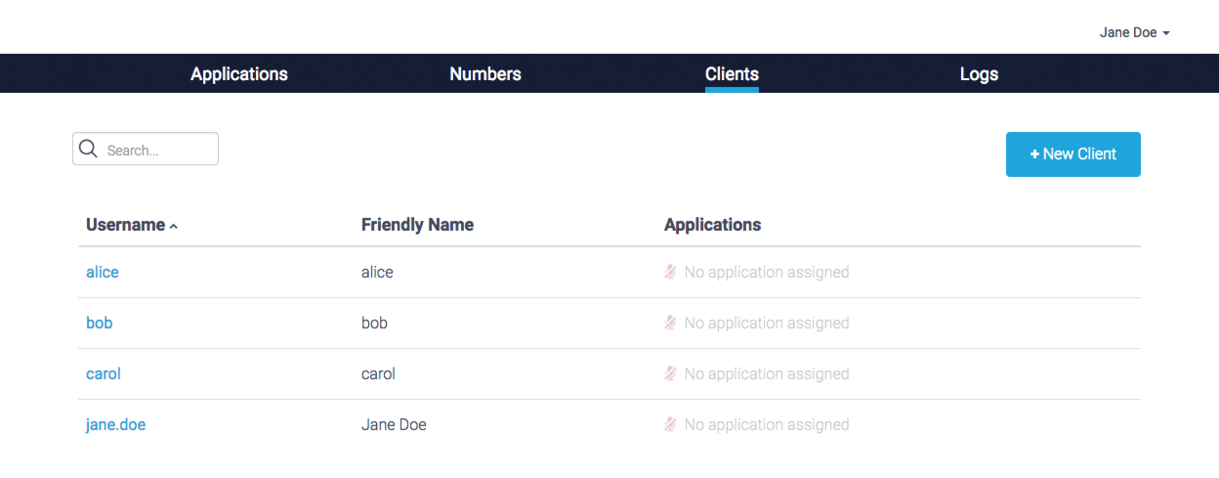 Jane Doe
Applications Numbers Clients Logs
Search...
+ New Client
Username Friendly Name Applications
alice alice No application assigned
bob bob No application assigned
carol carol No application assigned
jane.doe Jane Doe No application assigned